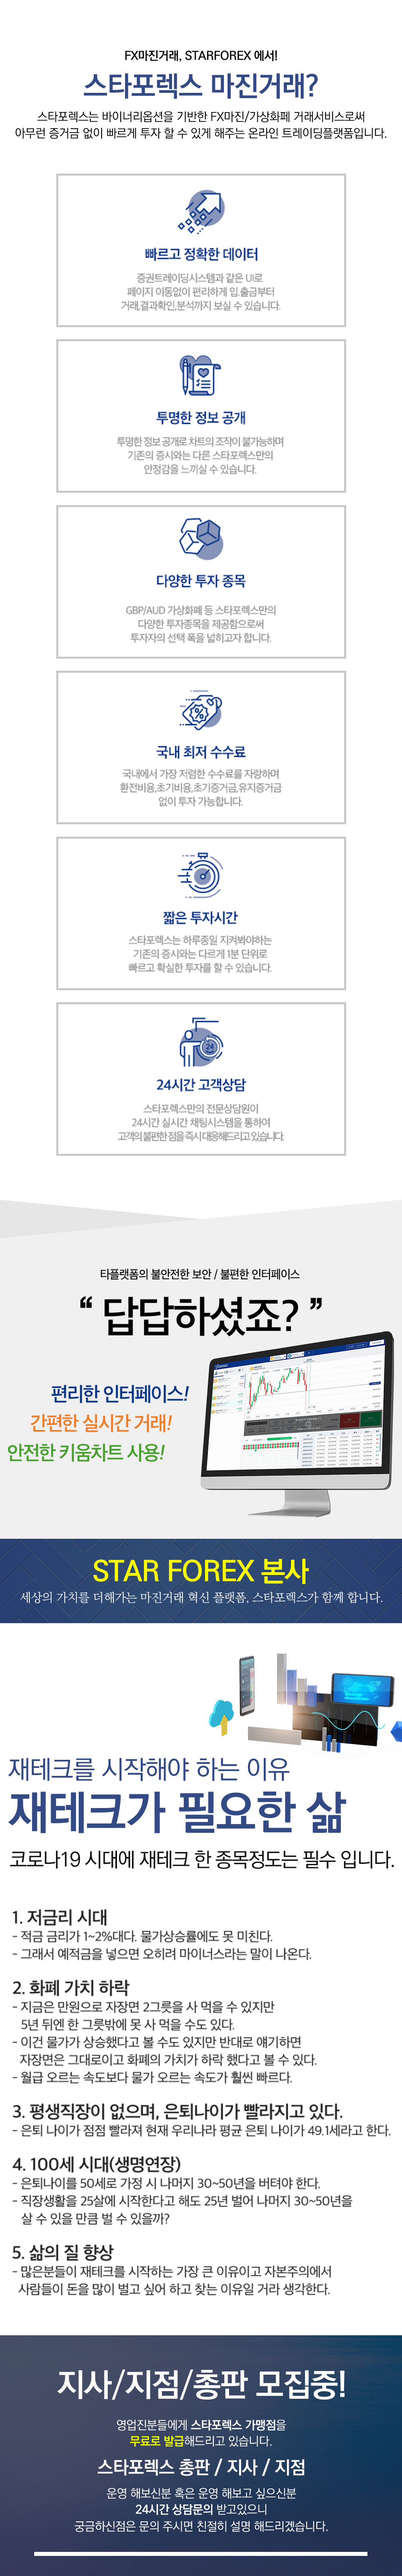 FX마진거래, STARFOREX 에서!
스타포렉스 마진거래?
스타포렉스는 바이너리옵션을 기반한 FX마진/가상화폐 거래서비스로써
아무런 증거금 없이 빠르게 투자 할 수 있게 해주는 온라인 트레이딩플랫폼입니다.
빠르고 정확한 데이터
증권트레이딩시스템과 같은 UI로
페이지 이동없이 편리하게 입.출금부터
거래,결과확인,분석까지 보실 수 있습니다.
투명한 정보 공개
투명한 정보 공개로 차트의 조작이 불가능하며
기존의 증시와는 다른 스타포렉스만의
안정감을 느끼실 수 있습니다.
다양한 투자 종목
GBP/AUD 가상화폐 등 스타포렉스만의
다양한 투자종목을 제공함으로써
투자자의 선택 폭을 넓히고자 합니다.
국내 최저 수수료
국내에서 가장 저렴한 수수료를 자랑하며
환전비용,초기비용,초기증거금,유지증거금
없이 투자 가능합니다.
짧은 투자시간
스타포렉스는 하루종일 지켜봐야하는
기존의 증시와는 다르게 1분 단위로
빠르고 확실한 투자를 할 수 있습니다.
24
24시간 고객상담
스타포렉스만의 전문상담원이
24시간 실시간 채팅시스템을 통하여
고객의 불편한 점을 즉시 대응해드리고 있습니다.
타플랫폼의 불안전한 보안 / 불편한 인터페이스
“ 답답하셨죠? ”
편리한 인터페이스!
간편한 실시간 거래!
안전한 키움차트 사용!
STAR FOREX 본사
세상의 가치를 더해가는 마진거래 혁신 플랫폼, 스타포렉스가 함께 합니다.
재테크를 시작해야 하는 이유
재테크가 필요한 삶
코로나19 시대에 재테크 한 종목정도는 필수 입니다.
1. 저금리 시대
- 적금 금리가 1~2%대다. 물가상승률에도 못 미친다.
- 그래서 예적금을 넣으면 오히려 마이너스라는 말이 나온다.
2. 화폐 가치 하락
- 지금은 만원으로 자장면 2그릇을 사 먹을 수 있지만
5년 뒤엔 한 그릇밖에 못 사 먹을 수도 있다.
- 이건 물가가 상승했다고 볼 수도 있지만 반대로 얘기하면
자장면은 그대로이고 화폐의 가치가 하락 했다고 볼 수 있다.
- 월급 오르는 속도보다 물가 오르는 속도가 훨씬 빠르다.
3. 평생직장이 없으며, 은퇴나이가 빨라지고 있다.
- 은퇴 나이가 점점 빨라져 현재 우리나라 평균 은퇴 나이가 49.1세라고 한다.
4. 100세 시대(생명연장)
- 은퇴나이를 50세로 가정 시 나머지 30~50년을 버텨야 한다.
- 직장생활을 25살에 시작한다고 해도 25년 벌어 나머지 30~50년을
살 수 있을 만큼 벌 수 있을까?
5. 삶의 질 향상
- 많은분들이 재테크를 시작하는 가장 큰 이유이고 자본주의에서
사람들이 돈을 많이 벌고 싶어 하고 찾는 이유일 거라 생각한다.
지사/지점/총판 모집중!
영업진분들에게 스타포렉스 가맹점을
무료로 발급해드리고 있습니다.
스타포렉스 총판 / 지사 / 지점
운영 해보신분 혹은 운영 해보고 싶으신분
24시간 상담문의 받고있으니
궁금하신점은 문의 주시면 친절히 설명 해드리겠습니다.